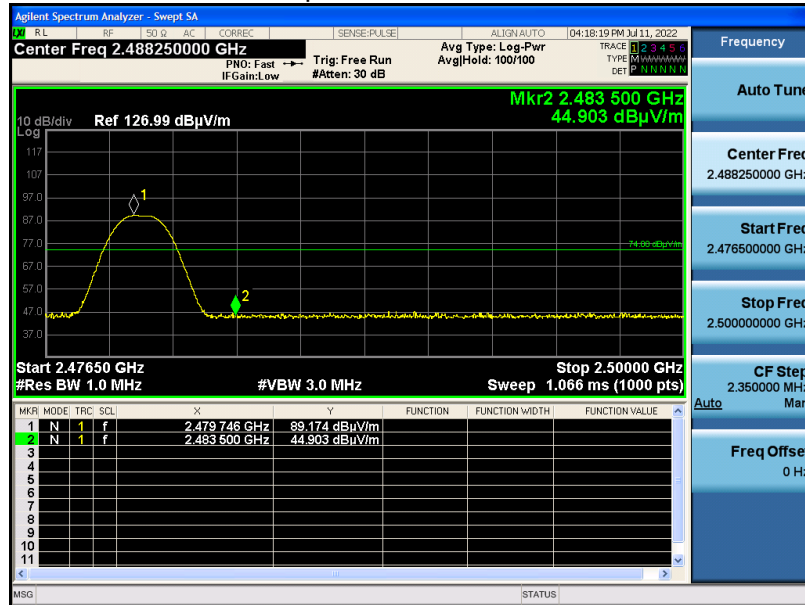 Agilent Spectrum Analyzer - Swept SA
LXI RL RF 50 Ω AC CORREC SENSE:PULSE ALIGN AUTO 04:18:19 PM Jul 11, 2022
Center Freq 2.488250000 GHz
PNO: Fast
IFGain:Low
Trig: Free Run
#Atten: 30 dB
Avg Type: Log-Pwr
Avg|Hold: 100/100
TRACE 1 2 3 4 5 6
TYPE M WWWWW
DET P N N N N N
Mkr2 2.483 500 GHz
44.903 dBµV/m
10 dB/div Ref 126.99 dBµV/m
Log
117
107
97.0
87.0
77.0
67.0
57.0
47.0
37.0
1
2
74.00 dBµV/m
Start 2.47650 GHz Stop 2.50000 GHz
#Res BW 1.0 MHz #VBW 3.0 MHz Sweep 1.066 ms (1000 pts)
MKR MODE TRC SCL X Y FUNCTION FUNCTION WIDTH FUNCTION VALUE
1 N 1 f 2.479 746 GHz 89.174 dBµV/m
2 N 1 f 2.483 500 GHz 44.903 dBµV/m
3
4
5
6
7
8
9
10
11
MSG STATUS
Frequency
Auto Tune
Center Freq
2.488250000 GHz
Start Freq
2.476500000 GHz
Stop Freq
2.500000000 GHz
CF Step
2.350000 MHz
Auto Man
Freq Offset
0 Hz